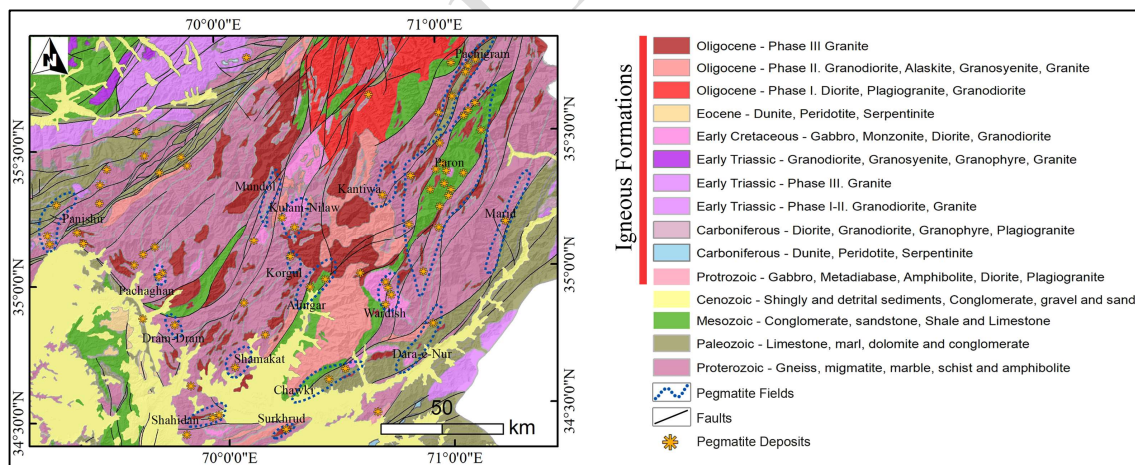 70°0'0"E
71°0'0"E
N
Pachigram
35°30'0"N
35°30'0"N
Paron
Mundol
Kantiwa
Kulam-Nilaw
Marid
Panishir
Korgul
35°0'0"N
35°0'0"N
Pachaghan
Alingar
Wardish
Dram-Dram
Dara-e-Nur
Shamakat
Chawki
50
Shahidan
Surkhrud
km
34°30'0"N
34°30'0"N
70°0'0"E
71°0'0"E
Igneous Formations
Oligocene - Phase III Granite
Oligocene - Phase II. Granodiorite, Alaskite, Granosyenite, Granite
Oligocene - Phase I. Diorite, Plagiogranite, Granodiorite
Eocene - Dunite, Peridotite, Serpentinite
Early Cretaceous - Gabbro, Monzonite, Diorite, Granodiorite
Early Triassic - Granodiorite, Granosyenite, Granophyre, Granite
Early Triassic - Phase III. Granite
Early Triassic - Phase I-II. Granodiorite, Granite
Carboniferous - Diorite, Granodiorite, Granophyre, Plagiogranite
Carboniferous - Dunite, Peridotite, Serpentinite
Protrozoic - Gabbro, Metadiabase, Amphibolite, Diorite, Plagiogranite
Cenozoic - Shingly and detrital sediments, Conglomerate, gravel and sand
Mesozoic - Conglomerate, sandstone, Shale and Limestone
Paleozoic - Limestone, marl, dolomite and conglomerate
Proterozoic - Gneiss, migmatite, marble, schist and amphibolite
Pegmatite Fields
Faults
Pegmatite Deposts